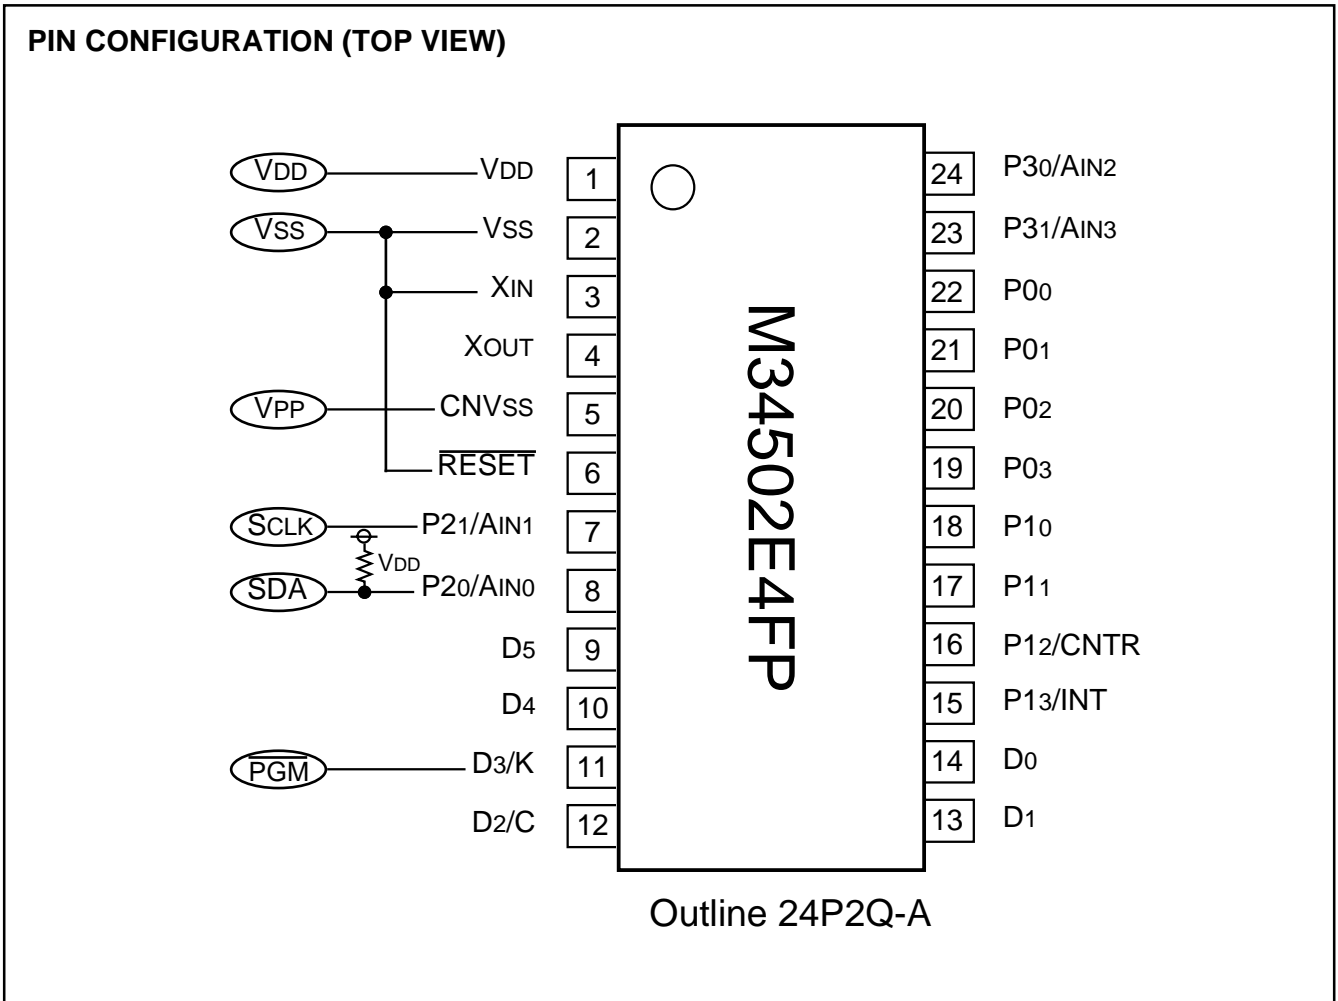 PIN CONFIGURATION (TOP VIEW)
VDD VDD 1 24 P30/AIN2
VSS VSS 2 23 P31/AIN3
XIN 3 22 P00
XOUT 4 21 P01
VPP CNVSS 5 20 P02
RESET 6 19 P03
SCLK P21/AIN1 7 18 P10
VDD
SDA P20/AIN0 8 17 P11
D5 9 16 P12/CNTR
D4 10 15 P13/INT
PGM D3/K 11 14 D0
D2/C 12 13 D1
M34502E4FP
Outline 24P2Q-A